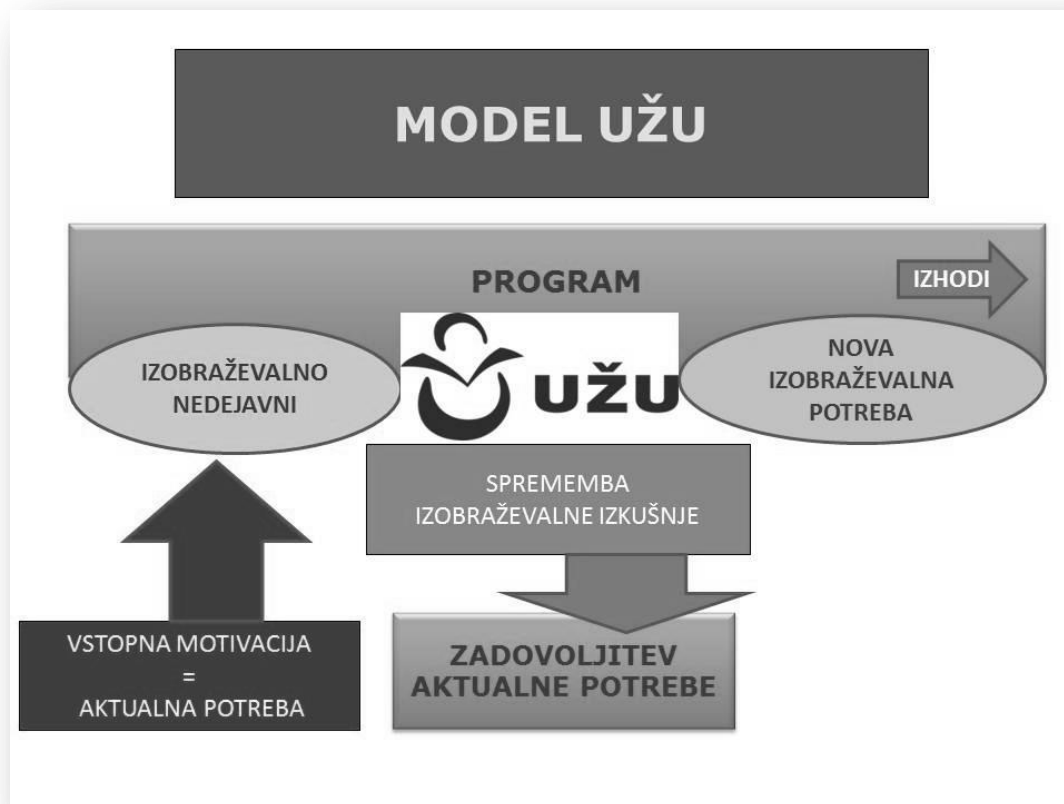 MODEL UŽU
PROGRAM
IZHODI
IZOBRAŽEVALNO
NEDEJAVNI
UŽU
NOVA
IZOBRAŽEVALNA
POTREBA
SPREMEMBA
IZOBRAŽEVALNE IZKUŠNJE
VSTOPNA MOTIVACIJA
=
AKTUALNA POTREBA
ZADOVOLJITEV
AKTUALNE POTREBE